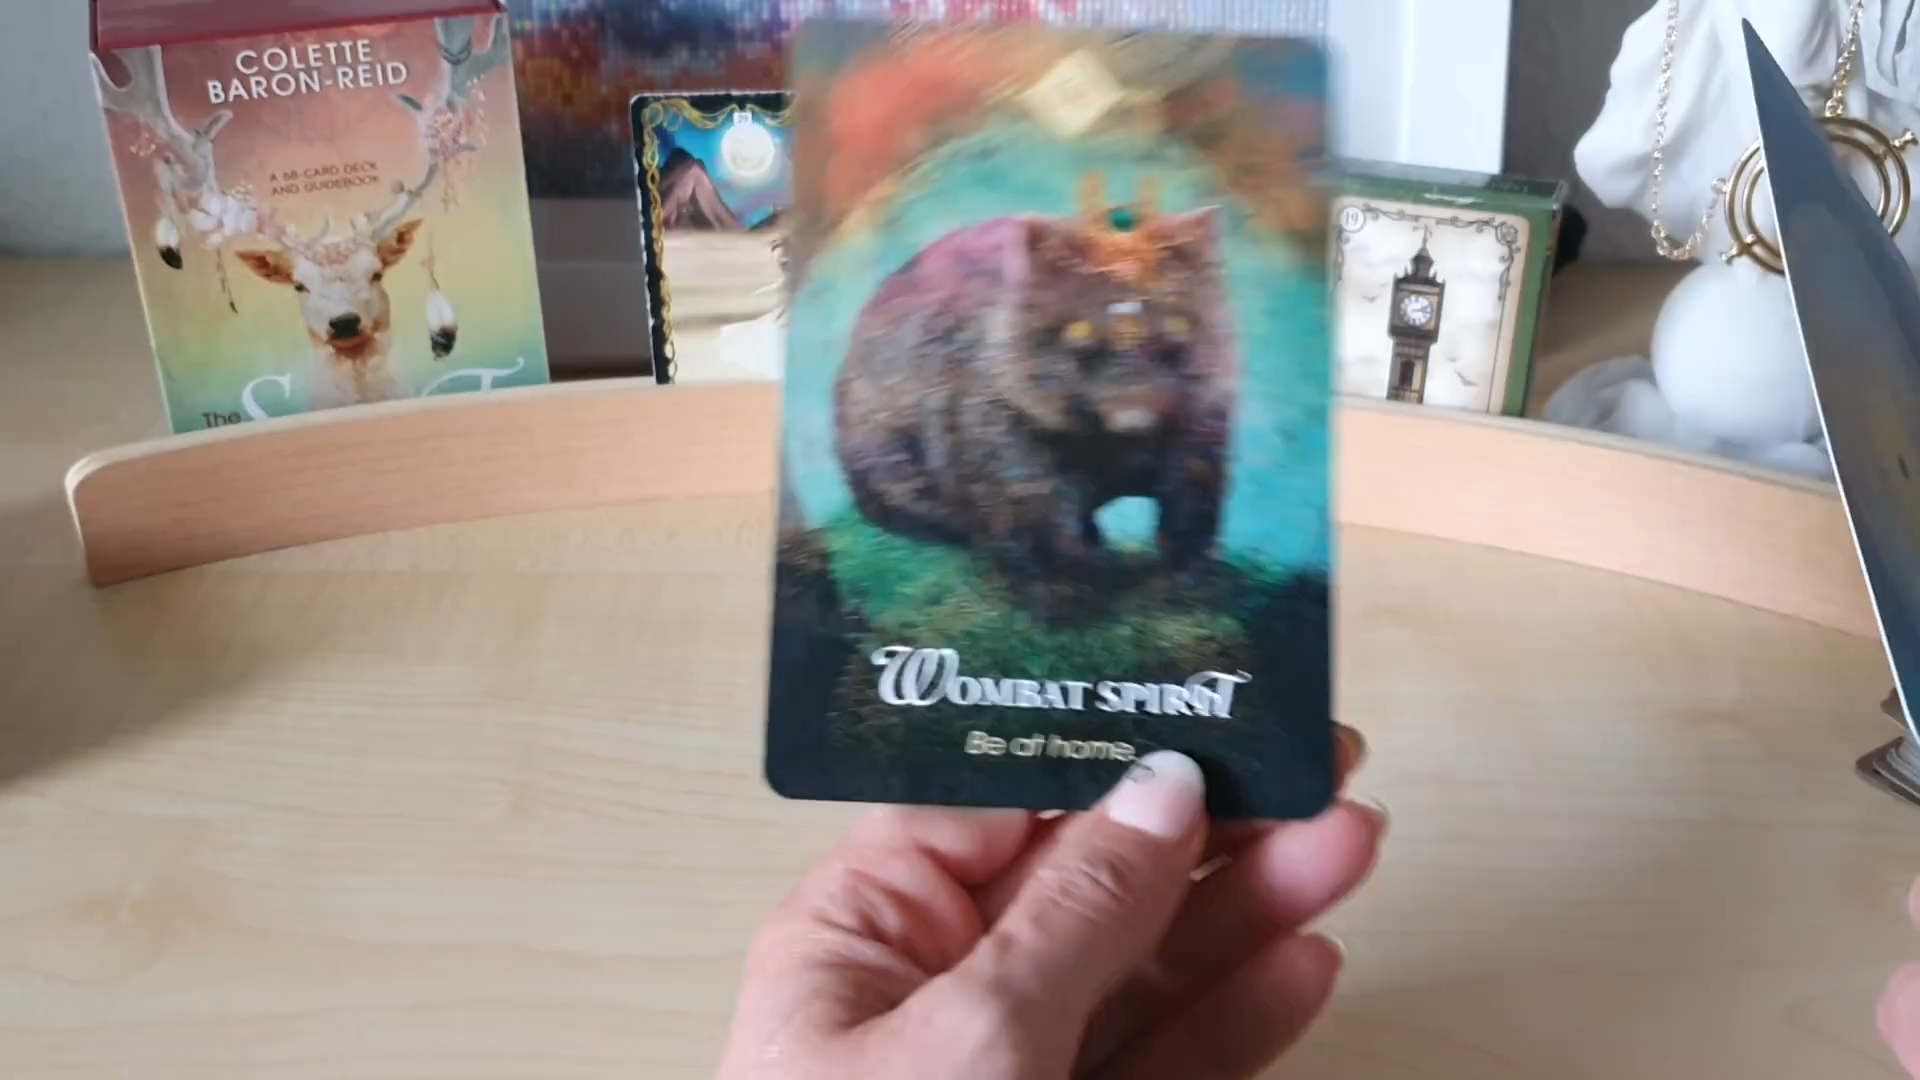 COLETTE
BARON-REID
A 68-CARD DECK
AND GUIDEBOOK
The
29
19
WOMBAT SPIRIT
Be at home.